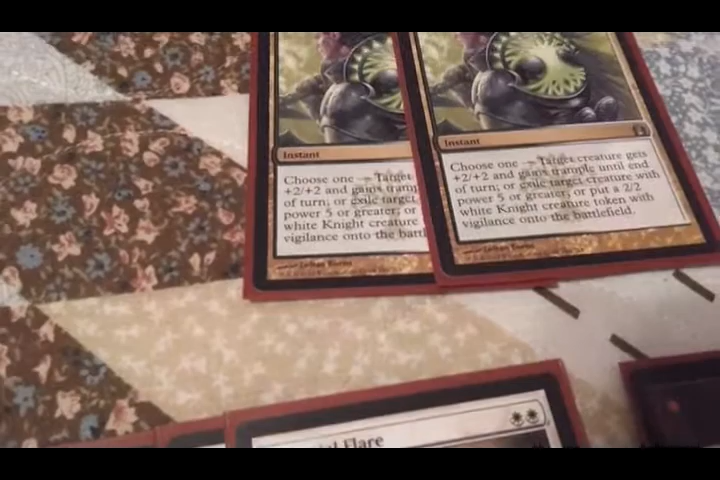 Instant
Choose one — Target
+2/+2 and gains tramp
of turn; or exile target
power 5 or greater; or
white Knight creature
vigilance onto the battl
Instant
Choose one — Target creature gets
+2/+2 and gains trample until end
of turn; or exile target creature with
power 5 or greater; or put a 2/2
white Knight creature token with
vigilance onto the battlefield.
Flare